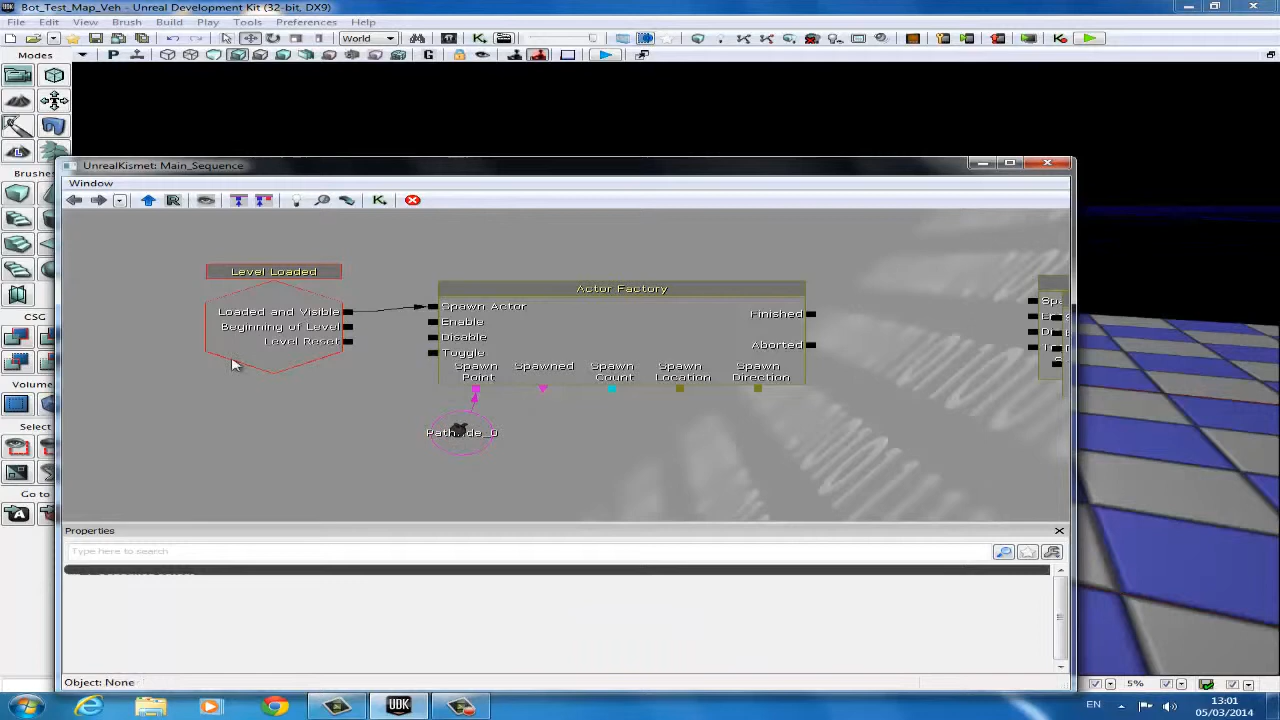 Bot_Test_Map_Veh - Unreal Development Kit (32-bit, DX9)
File Edit View Brush Build Play Tools Preferences Help
World
G
Modes
Brushes
CSG
Volume
Select
Go to
UnrealKismet: Main_Sequence
Window
Level Loaded
Loaded and Visible
Beginning of Level
Level Reset
Actor Factory
Spawn Actor
Enable
Disable
Toggle
Finished
Aborted
Spawn Point
Spawned
Spawn Count
Spawn Location
Spawn Direction
Properties
Type here to search
Object: None
5%
UDK
EN
13:01
05/03/2014